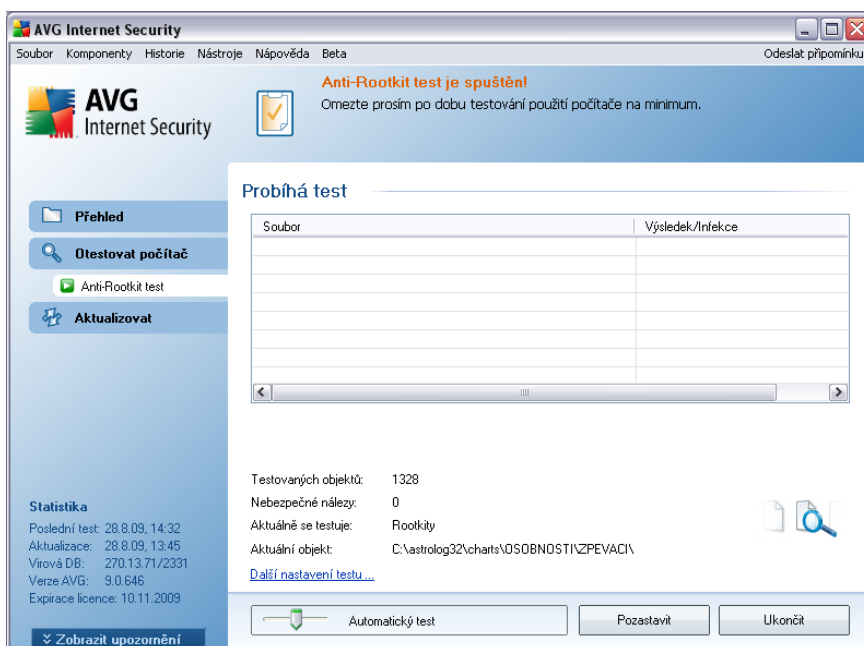 AVG Internet Security
Soubor Komponenty Historie Nástroje Nápověda Beta Odeslat připomínku
AVG
Internet Security
Anti-Rootkit test je spuštěn!
Omezte prosím po dobu testování použití počítače na minimum.
Přehled
Otestovat počítač
Anti-Rootkit test
Aktualizovat
Probíhá test
Soubor Výsledek/Infekce
Testovaných objektů: 1328
Nebezpečné nálezy: 0
Aktuálně se testuje: Rootkity
Aktuální objekt: C:\astrolog32\charts\OSOBNOSTI\ZPEVACI\
Další nastavení testu ...
Statistika
Poslední test: 28.8.09, 14:32
Aktualizace: 28.8.09, 13:45
Virová DB: 270.13.71/2331
Verze AVG: 9.0.646
Expirace licence: 10.11.2009
Zobrazit upozornění
Automatický test Pozastavit Ukončit